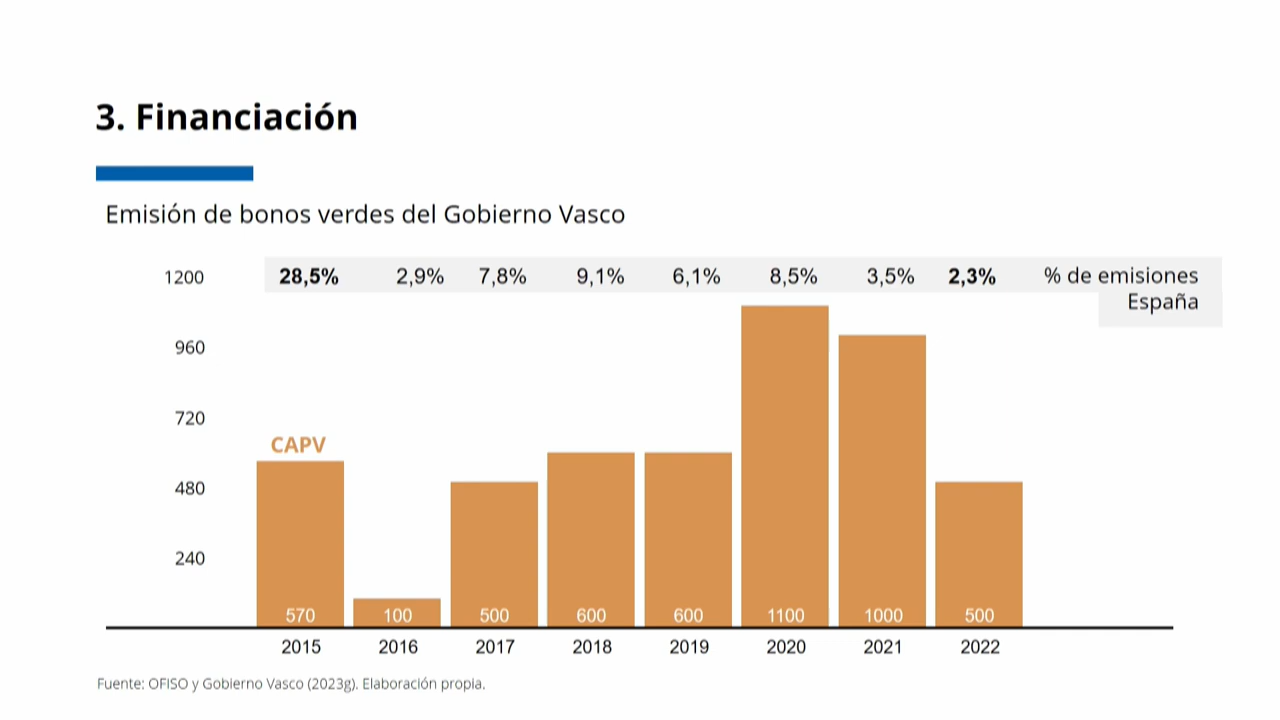 3. Financiación
Emisión de bonos verdes del Gobierno Vasco
1200 28,5% 2,9% 7,8% 9,1% 6,1% 8,5% 3,5% 2,3% % de emisiones
España
960
720
CAPV
480
240
570 100 500 600 600 1100 1000 500
2015 2016 2017 2018 2019 2020 2021 2022
Fuente: OFISO y Gobierno Vasco (2023g). Elaboración propia.